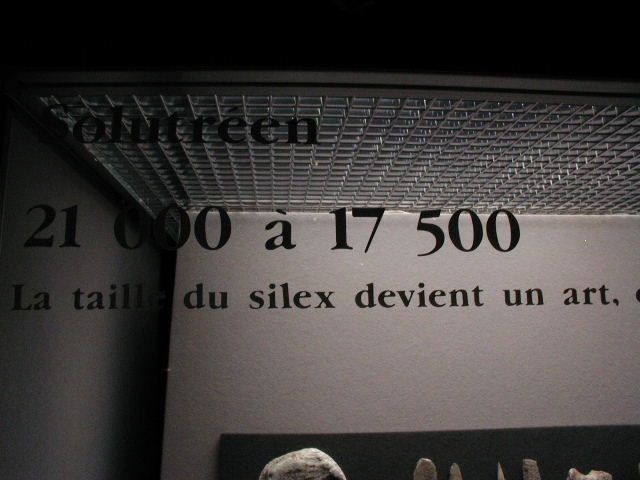 Solutréen
21 000 à 17 500
La taille du silex devient un art,